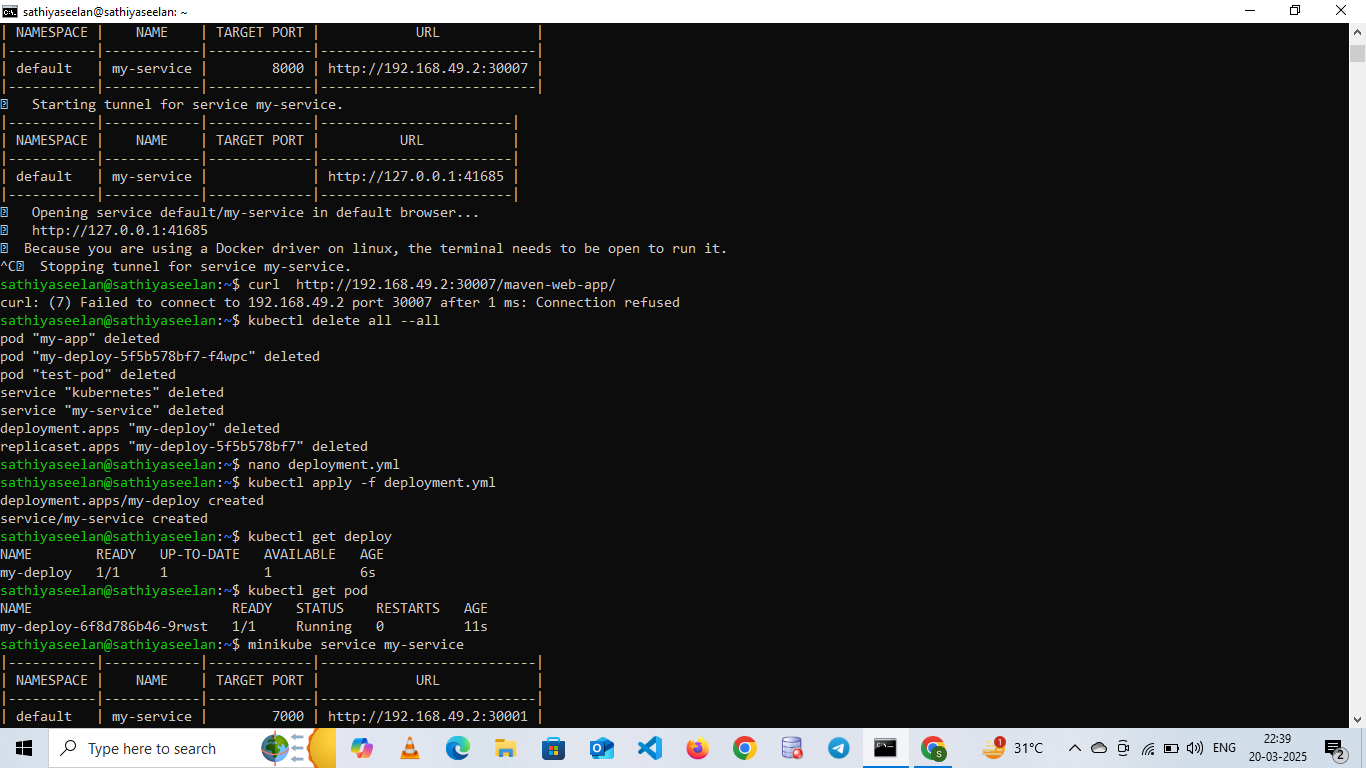 sathiyaseelan@sathiyaseelan: ~
| NAMESPACE |    NAME    | TARGET PORT |            URL            |
|-----------|------------|-------------|---------------------------|
| default   | my-service |        8000 | http://192.168.49.2:30007 |
|-----------|------------|-------------|---------------------------|
Starting tunnel for service my-service.
|-----------|------------|-------------|------------------------|
| NAMESPACE |    NAME    | TARGET PORT |          URL           |
|-----------|------------|-------------|------------------------|
| default   | my-service |             | http://127.0.0.1:41685 |
|-----------|------------|-------------|------------------------|
Opening service default/my-service in default browser...
http://127.0.0.1:41685
Because you are using a Docker driver on linux, the terminal needs to be open to run it.
^C  Stopping tunnel for service my-service.
sathiyaseelan@sathiyaseelan:~$ curl  http://192.168.49.2:30007/maven-web-app/
curl: (7) Failed to connect to 192.168.49.2 port 30007 after 1 ms: Connection refused
sathiyaseelan@sathiyaseelan:~$ kubectl delete all --all
pod "my-app" deleted
pod "my-deploy-5f5b578bf7-f4wpc" deleted
pod "test-pod" deleted
service "kubernetes" deleted
service "my-service" deleted
deployment.apps "my-deploy" deleted
replicaset.apps "my-deploy-5f5b578bf7" deleted
sathiyaseelan@sathiyaseelan:~$ nano deployment.yml
sathiyaseelan@sathiyaseelan:~$ kubectl apply -f deployment.yml
deployment.apps/my-deploy created
service/my-service created
sathiyaseelan@sathiyaseelan:~$ kubectl get deploy
NAME        READY   UP-TO-DATE   AVAILABLE   AGE
my-deploy   1/1     1            1           6s
sathiyaseelan@sathiyaseelan:~$ kubectl get pod
NAME                         READY   STATUS    RESTARTS   AGE
my-deploy-6f8d786b46-9rwst   1/1     Running   0          11s
sathiyaseelan@sathiyaseelan:~$ minikube service my-service
|-----------|------------|-------------|---------------------------|
| NAMESPACE |    NAME    | TARGET PORT |            URL            |
|-----------|------------|-------------|---------------------------|
| default   | my-service |        7000 | http://192.168.49.2:30001 |
Type here to search
1
31°C
ENG
22:39
20-03-2025
2